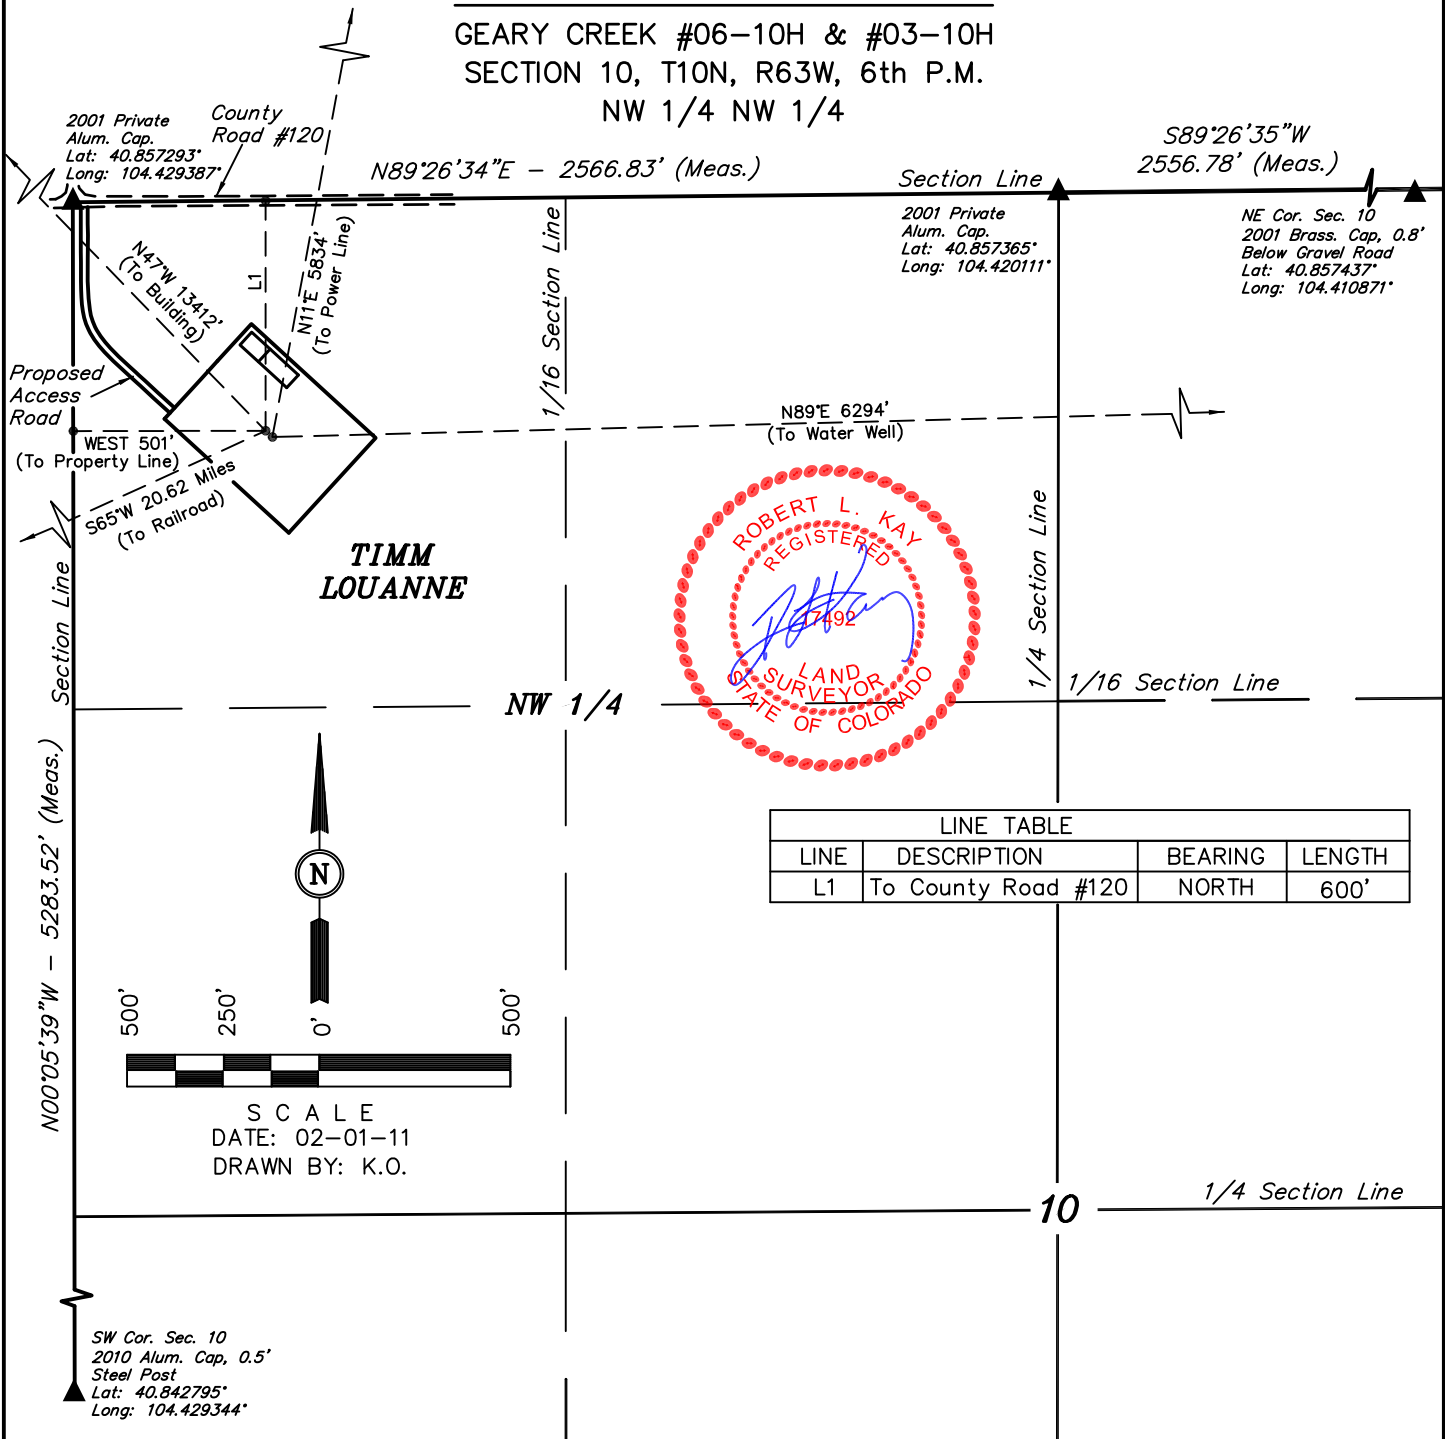 GEARY CREEK #06-10H & #03-10H
SECTION 10, T10N, R63W, 6th P.M.
NW 1/4 NW 1/4
2001 Private
Alum. Cap.
Lat: 40.857293°
Long: 104.429387°
County
Road #120
N89°26'34"E - 2566.83' (Meas.)
Section Line
S89°26'35"W
2556.78' (Meas.)
2001 Private
Alum. Cap.
Lat: 40.857365°
Long: 104.420111°
NE Cor. Sec. 10
2001 Brass. Cap, 0.8'
Below Gravel Road
Lat: 40.857437°
Long: 104.410871°
N47°W 13412'
(To Building)
L1
N11°E 5834'
(To Power Line)
1/16 Section Line
Proposed
Access
Road
WEST 501'
(To Property Line)
S65°W 20.62 Miles
(To Railroad)
N89°E 6294'
(To Water Well)
TIMM
LOUANNE
ROBERT L. KAY
REGISTERED
17492
LAND
SURVEYOR
STATE OF COLORADO
Section Line
1/4 Section Line
1/16 Section Line
NW 1/4
N00°05'39"W - 5283.52' (Meas.)
N
LINE TABLE
LINE DESCRIPTION BEARING LENGTH
L1 To County Road #120 NORTH 600'
500' 250' 0' 500'
SCALE
DATE: 02-01-11
DRAWN BY: K.O.
10
1/4 Section Line
SW Cor. Sec. 10
2010 Alum. Cap, 0.5'
Steel Post
Lat: 40.842795°
Long: 104.429344°